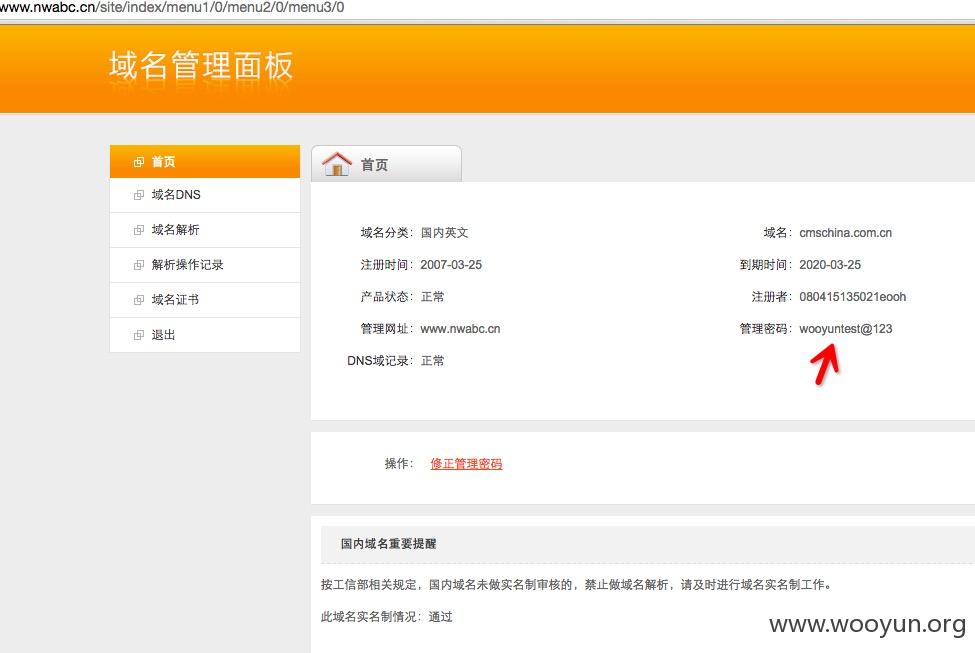 www.nwabc.cn/site/index/menu1/0/menu2/0/menu3/0
域名管理面板
首页
域名DNS
域名解析
解析操作记录
域名证书
退出
首页
域名分类： 国内英文 域名： cmschina.com.cn
注册时间： 2007-03-25 到期时间： 2020-03-25
产品状态： 正常 注册者： 080415135021eooh
管理网址： www.nwabc.cn 管理密码： wooyuntest@123
DNS域记录： 正常
操作： 修正管理密码
国内域名重要提醒
按工信部相关规定，国内域名未做实名制审核的，禁止做域名解析，请及时进行域名实名制工作。
此域名实名制情况：通过
www.wooyun.org